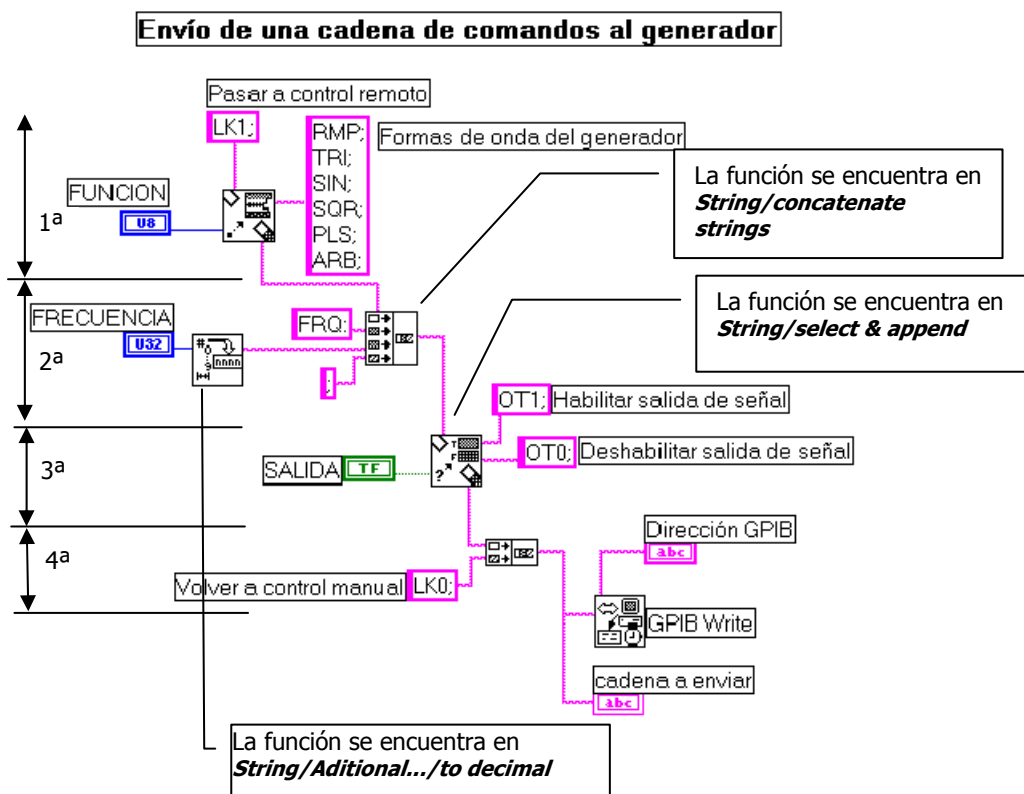 Envío de una cadena de comandos al generador
Pasar a control remoto
LK1;
RMP;
TRI;
SIN;
SQR;
PLS;
ARB;
Formas de onda del generador
La función se encuentra en
String/concatenate
strings
1ª
FUNCION
U8
2ª
FRECUENCIA
U32
FRQ:
;
La función se encuentra en
String/select & append
OT1;
Habilitar salida de señal
OT0;
Deshabilitar salida de señal
3ª
SALIDA
TF
4ª
Volver a control manual
LK0;
Dirección GPIB
abc
GPIB Write
cadena a enviar
abc
La función se encuentra en
String/Aditional.../to decimal